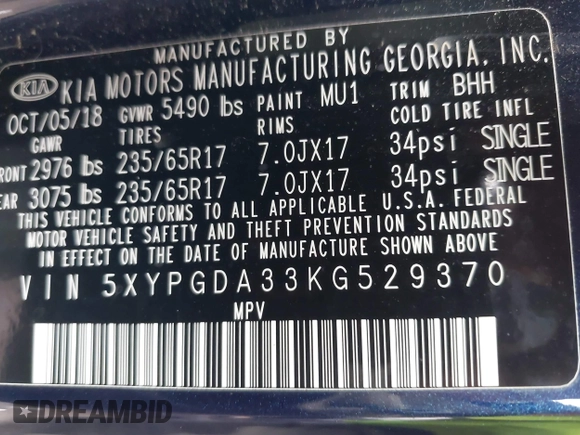 MANUFACTURED BY
KIA KIA MOTORS MANUFACTURING GEORGIA, INC.
OCT/05/18 GVWR 5490 lbs PAINT MU1 TRIM BHH
GAWR TIRES RIMS COLD TIRE INFL
FRONT 2976 lbs 235/65R17 7.0JX17 34psi SINGLE
EAR 3075 lbs 235/65R17 7.0JX17 34psi SINGLE
THIS VEHICLE CONFORMS TO ALL APPLICABLE U.S.A. FEDERAL
MOTOR VEHICLE SAFETY AND THEFT PREVENTION STANDARDS
IN EFFECT ON THE DATE OF MANUFACTURE SHOWN ABOVE.
VIN 5XYPGDA33KG529370
MPV
DREAMBID